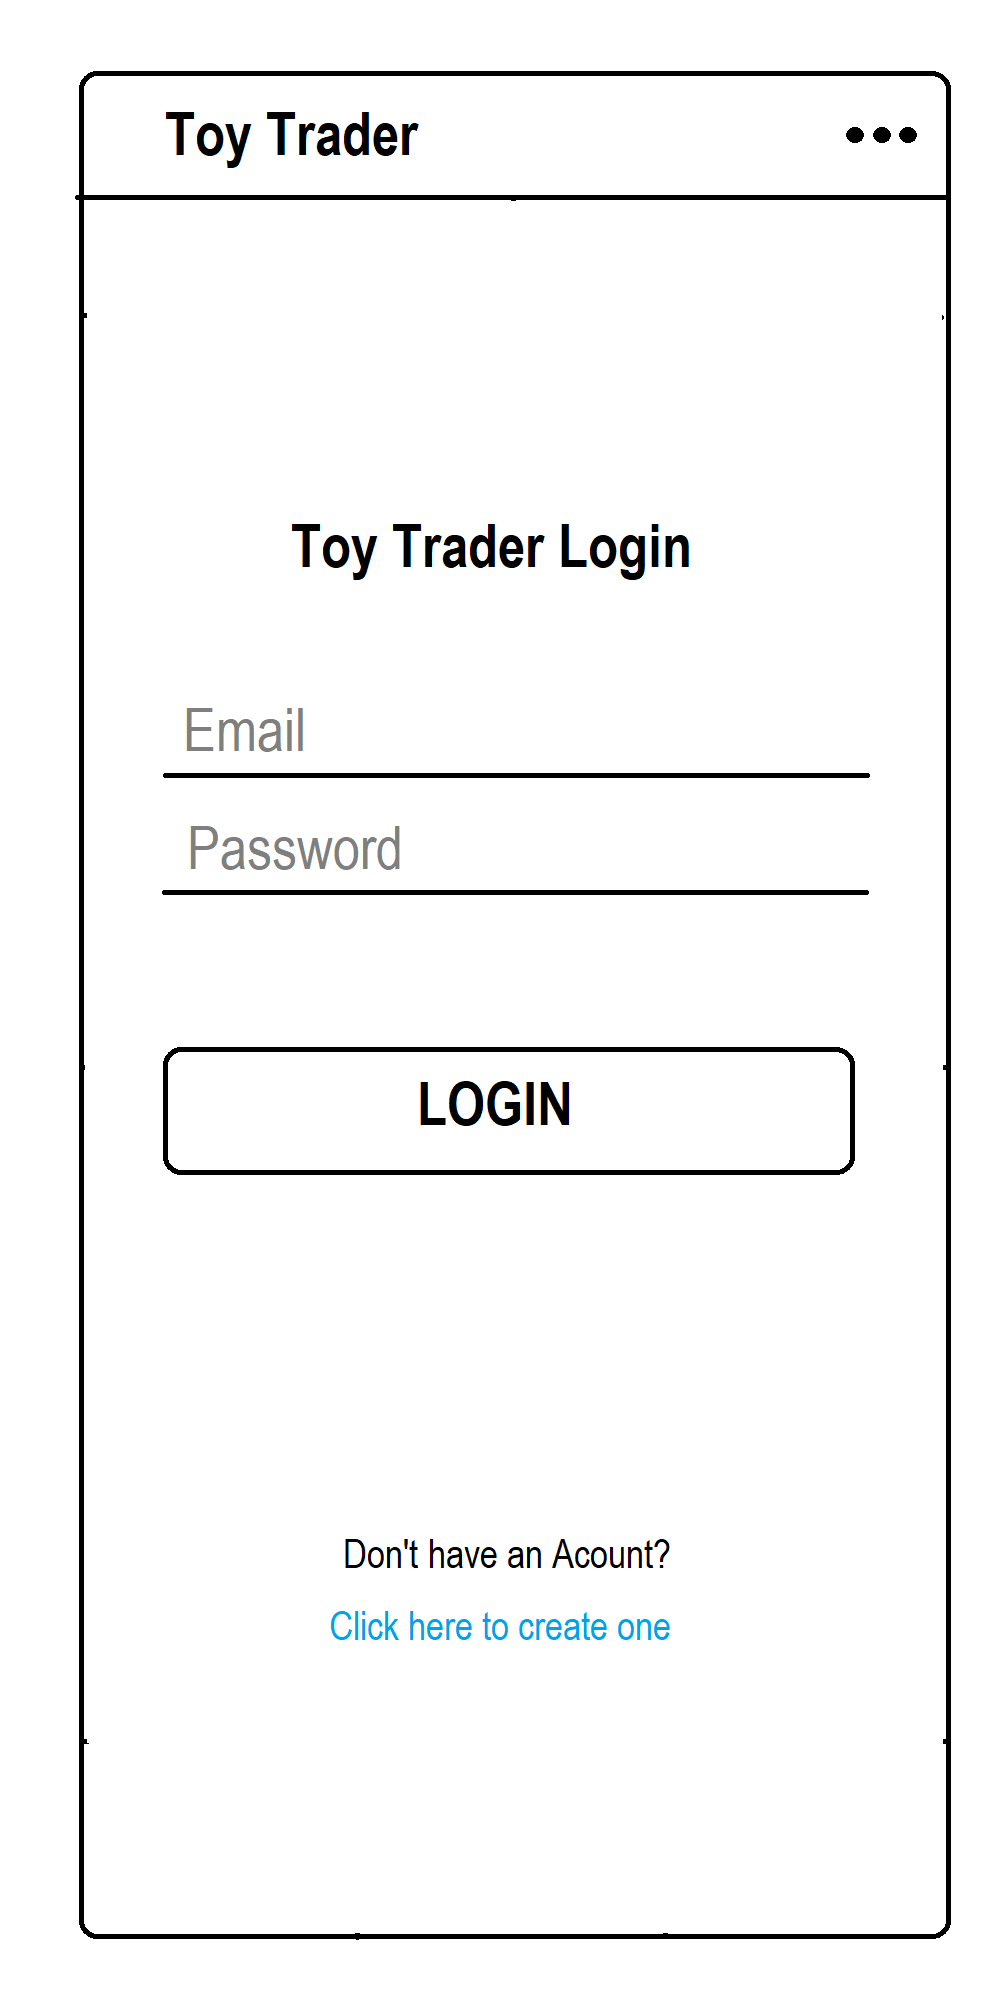 Toy Trader
Toy Trader Login
Email
Password
LOGIN
Don't have an Acount?
Click here to create one